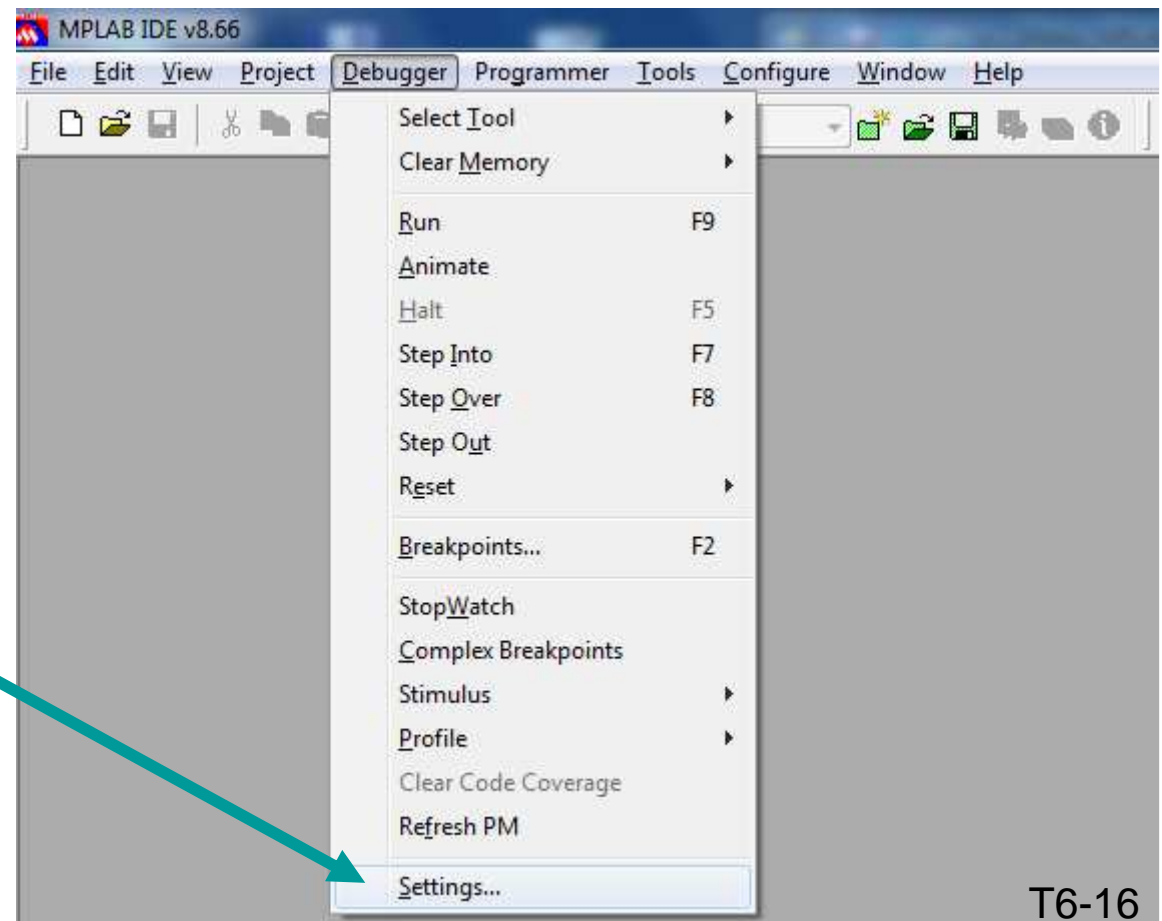 MPLAB IDE v8.66
File Edit View Project Debugger Programmer Tools Configure Window Help
Select Tool
Clear Memory
Run F9
Animate
Halt F5
Step Into F7
Step Over F8
Step Out
Reset
Breakpoints... F2
StopWatch
Complex Breakpoints
Stimulus
Profile
Clear Code Coverage
Refresh PM
Settings...
T6-16